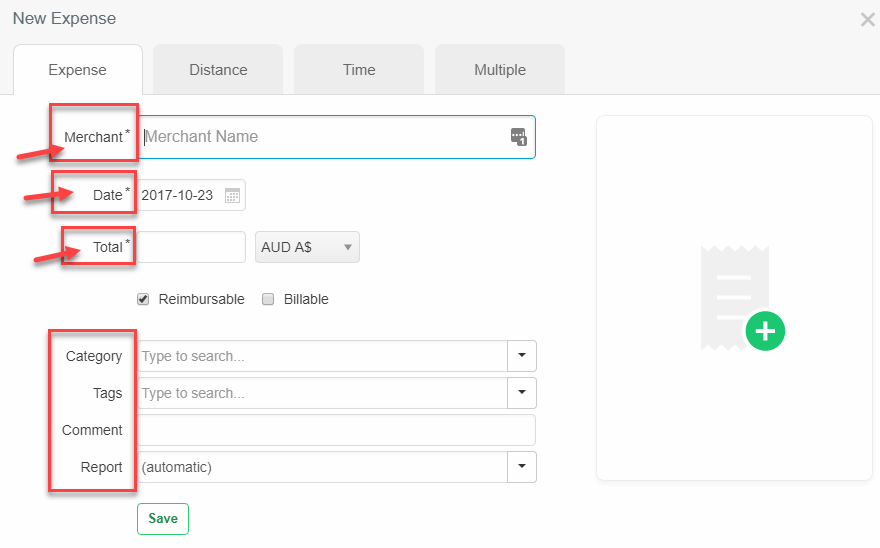 New Expense
Expense Distance Time Multiple
Merchant* Merchant Name
Date* 2017-10-23
Total* AUD A$
Reimbursable Billable
Category Type to search...
Tags Type to search...
Comment
Report (automatic)
Save